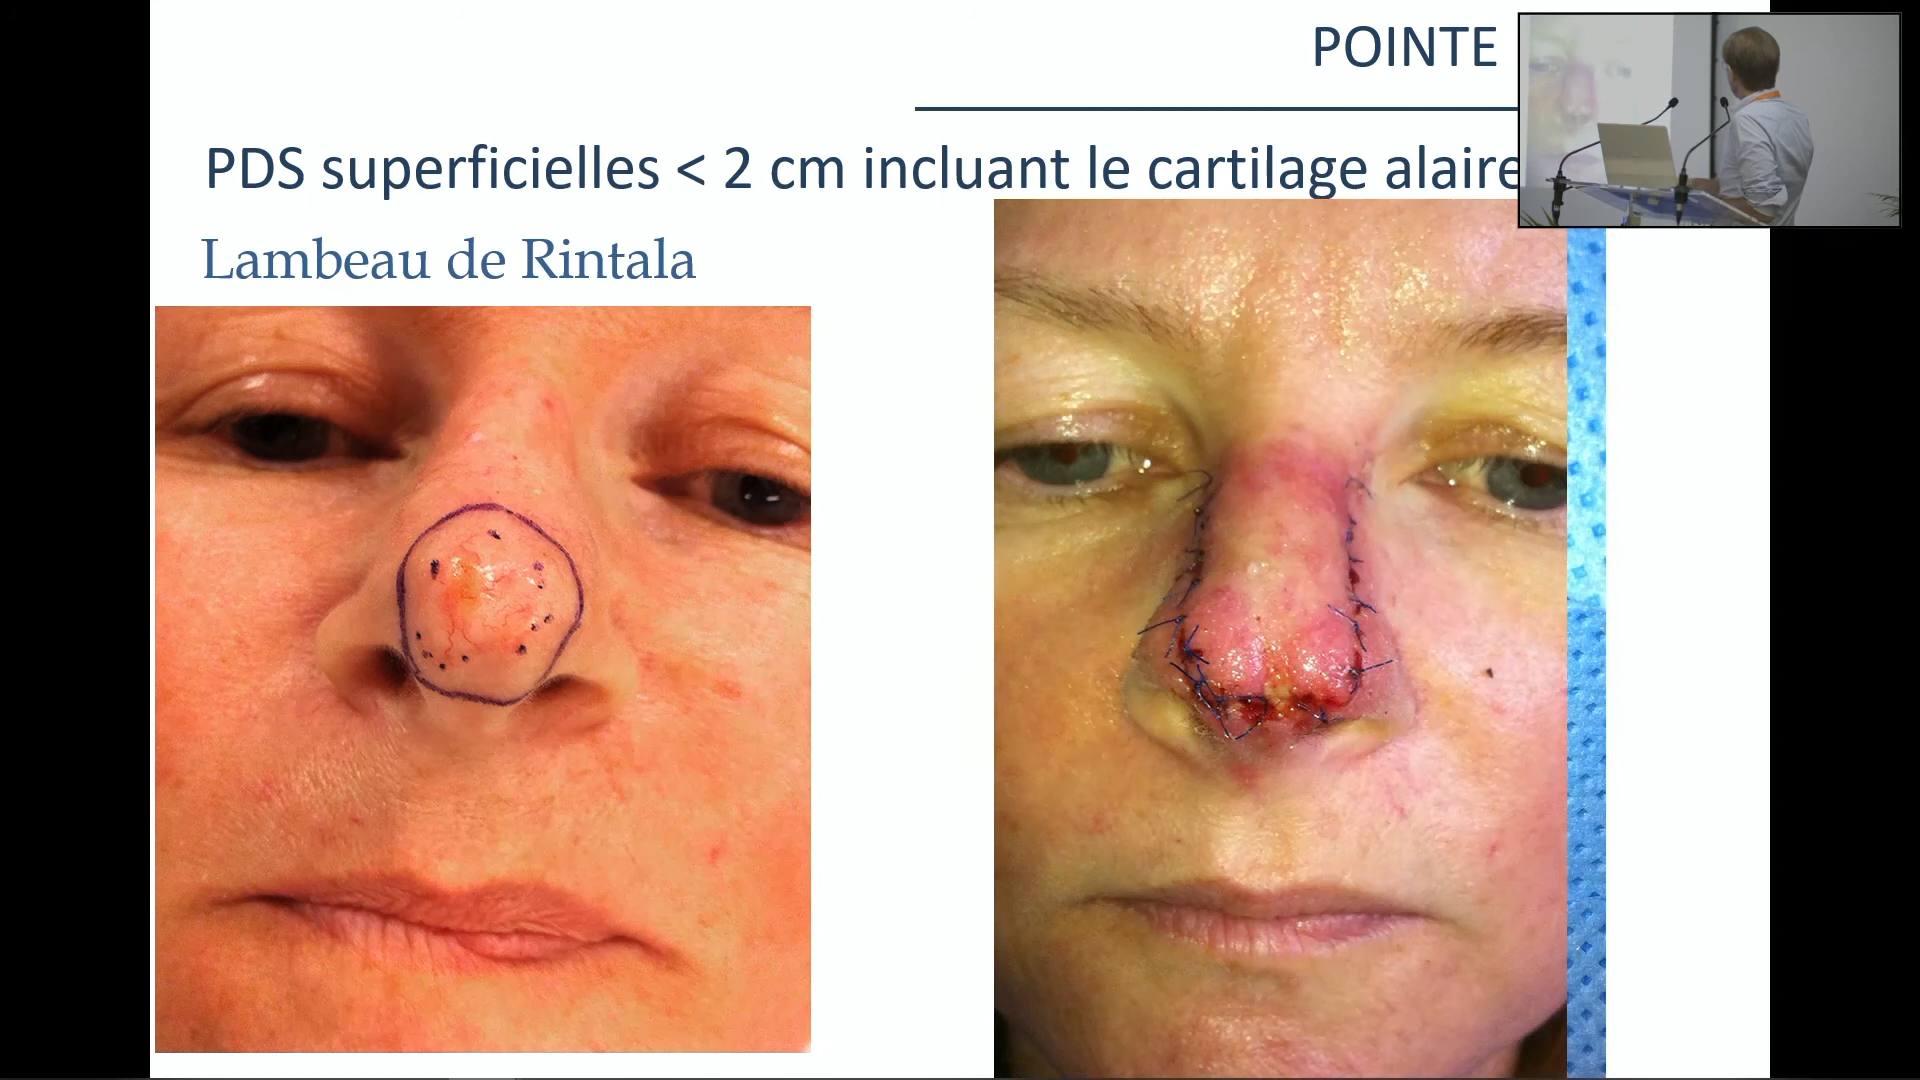 POINTE
PDS superficielles < 2 cm incluant le cartilage alaire
Lambeau de Rintala